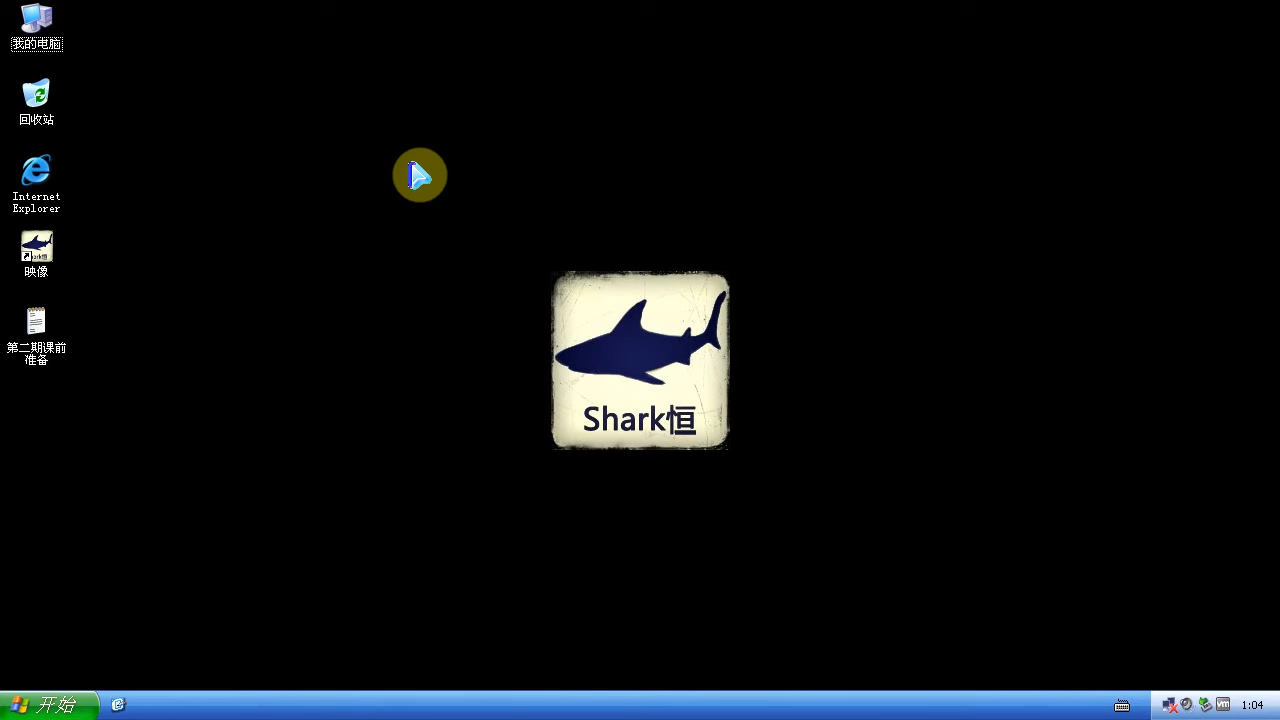 我的电脑
回收站
Internet
Explorer
映像
第二期课前
准备
Shark恒
开始
1:04